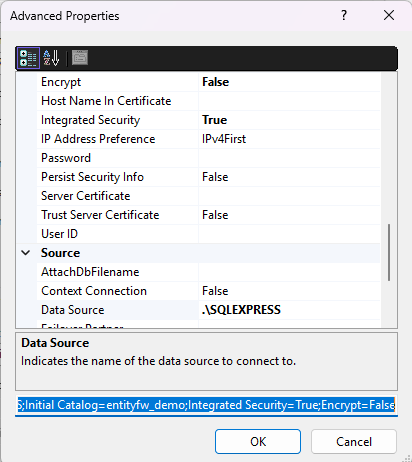 Advanced Properties ?
Encrypt False
Host Name In Certificate
Integrated Security True
IP Address Preference IPv4First
Password
Persist Security Info False
Server Certificate
Trust Server Certificate False
User ID
Source
AttachDbFilename
Context Connection False
Data Source .\SQLEXPRESS
Data Source
Indicates the name of the data source to connect to.
;Initial Catalog=entityfw_demo;Integrated Security=True;Encrypt=False
OK Cancel